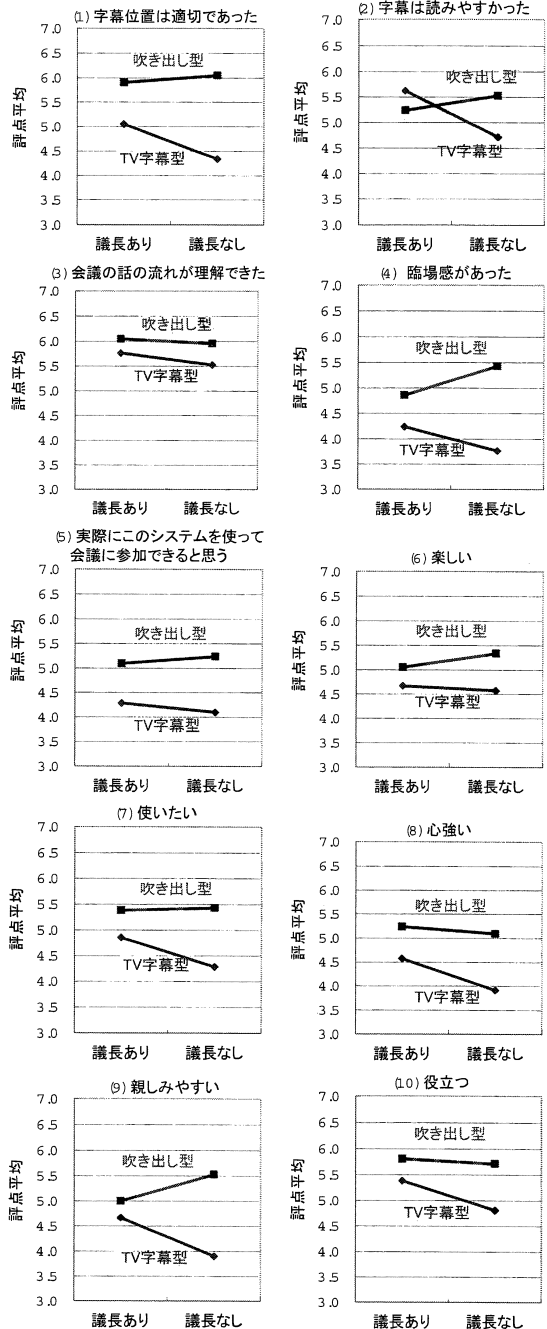 (1) 字幕位置は適切であった
7.0
6.5
6.0
5.5
5.0
4.5
4.0
3.5
3.0
評点平均
吹き出し型
TV字幕型
議長あり 議長なし
(2) 字幕は読みやすかった
7.0
6.5
6.0
5.5
5.0
4.5
4.0
3.5
3.0
評点平均
吹き出し型
TV字幕型
議長あり 議長なし
(3) 会議の話の流れが理解できた
7.0
6.5
6.0
5.5
5.0
4.5
4.0
3.5
3.0
評点平均
吹き出し型
TV字幕型
議長あり 議長なし
(4) 臨場感があった
7.0
6.5
6.0
5.5
5.0
4.5
4.0
3.5
3.0
評点平均
吹き出し型
TV字幕型
議長あり 議長なし
(5) 実際にこのシステムを使って
会議に参加できると思う
7.0
6.5
6.0
5.5
5.0
4.5
4.0
3.5
3.0
評点平均
吹き出し型
TV字幕型
議長あり 議長なし
(6) 楽しい
7.0
6.5
6.0
5.5
5.0
4.5
4.0
3.5
3.0
評点平均
吹き出し型
TV字幕型
議長あり 議長なし
(7) 使いたい
7.0
6.5
6.0
5.5
5.0
4.5
4.0
3.5
3.0
評点平均
吹き出し型
TV字幕型
議長あり 議長なし
(8) 心強い
7.0
6.5
6.0
5.5
5.0
4.5
4.0
3.5
3.0
評点平均
吹き出し型
TV字幕型
議長あり 議長なし
(9) 親しみやすい
7.0
6.5
6.0
5.5
5.0
4.5
4.0
3.5
3.0
評点平均
吹き出し型
TV字幕型
議長あり 議長なし
(10) 役立つ
7.0
6.5
6.0
5.5
5.0
4.5
4.0
3.5
3.0
評点平均
吹き出し型
TV字幕型
議長あり 議長なし